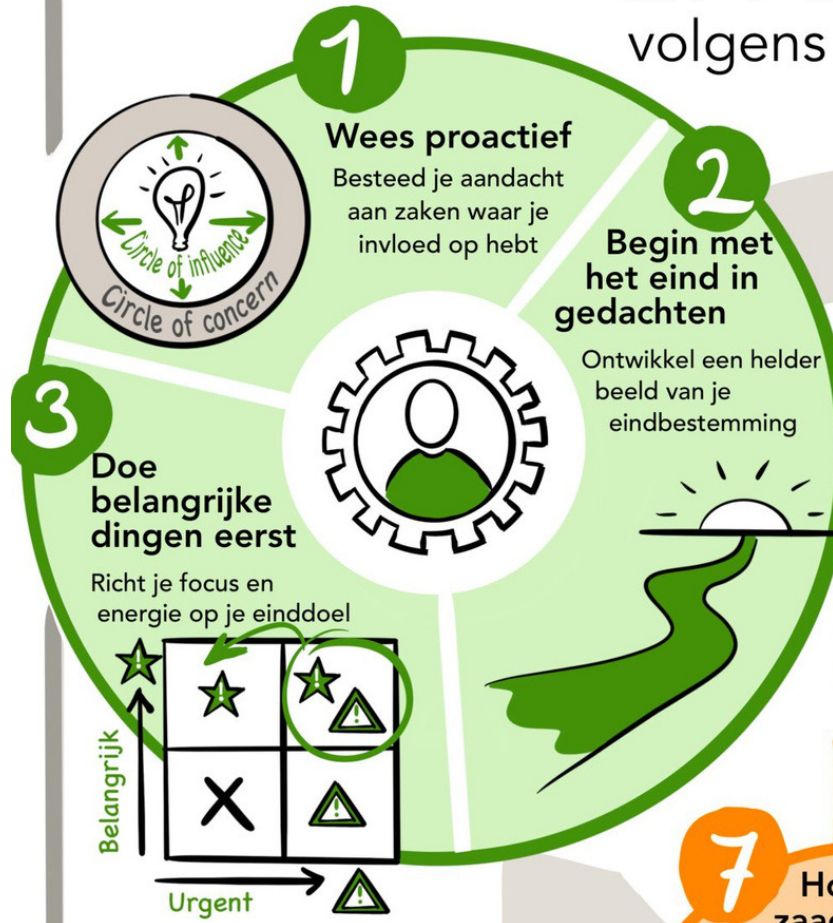 volgens
1
Wees proactief
Besteed je aandacht
aan zaken waar je
invloed op hebt
Circle of influence
Circle of concern
2
Begin met
het eind in
gedachten
Ontwikkel een helder
beeld van je
eindbestemming
3
Doe
belangrijke
dingen eerst
Richt je focus en
energie op je einddoel
Belangrijk
Urgent
7